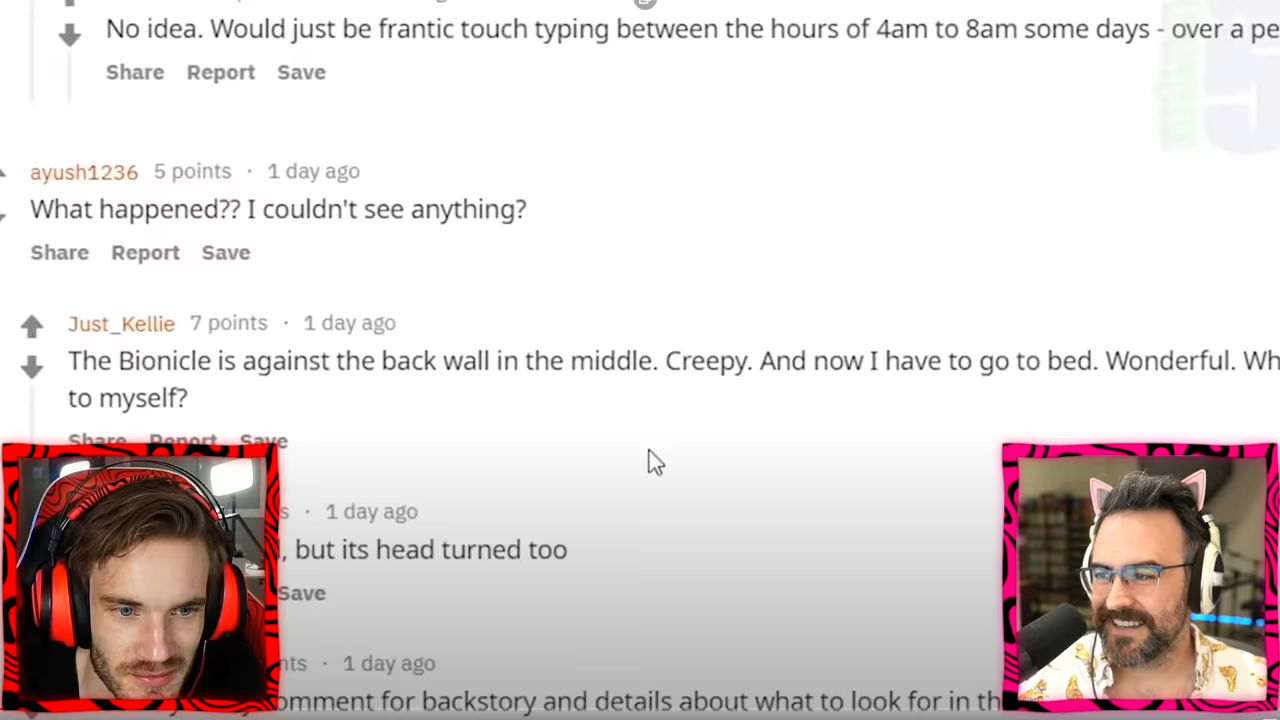 No idea. Would just be frantic touch typing between the hours of 4am to 8am some days - over a pe
Share Report Save
ayush1236 5 points · 1 day ago
What happened?? I couldn't see anything?
Share Report Save
Just_Kellie 7 points · 1 day ago
The Bionicle is against the back wall in the middle. Creepy. And now I have to go to bed. Wonderful. Wh
to myself?
Share Report Save
s · 1 day ago
, but its head turned too
Save
nts · 1 day ago
omment for backstory and details about what to look for in th